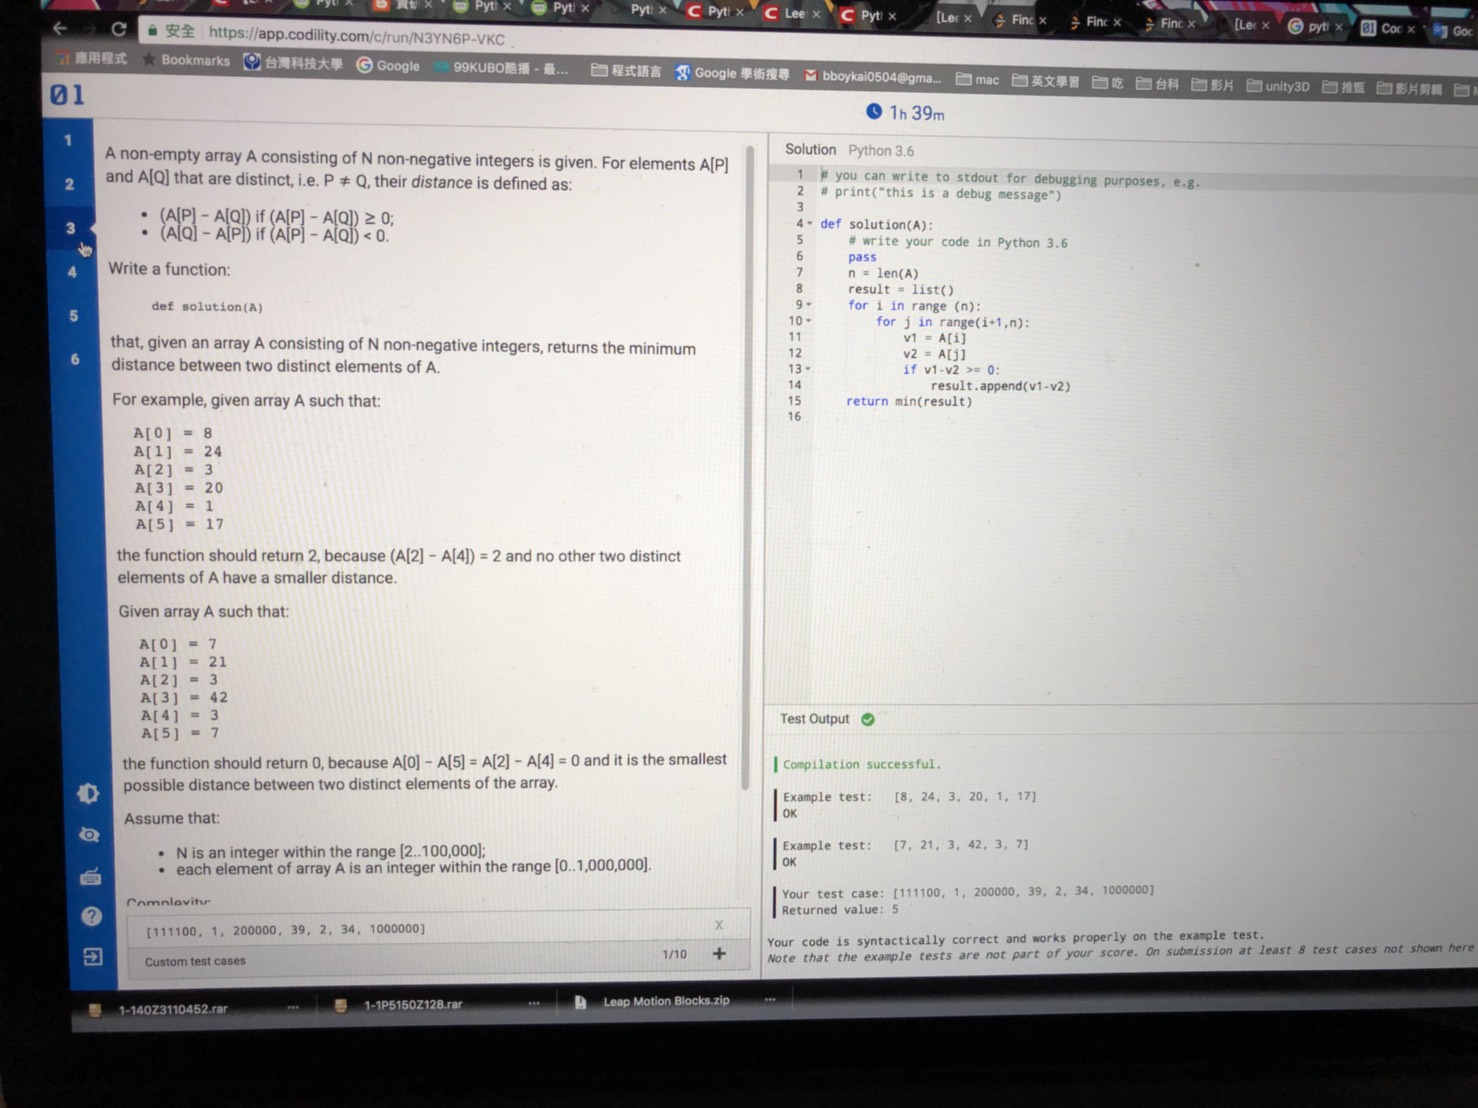 Pyti × Pyti × Pyti × Pyti × Lee × Pyti × [Lee × Finc × Finc × Finc × [Lee × pyti × Coc × Goc
安全 https://app.codility.com/c/run/N3YN6P-VKC
應用程式 Bookmarks 台灣科技大學 Google 99KUBO酷播 - 最... 程式語言 Google 學術搜尋 bboykai0504@gma... mac 英文學習 吃 台科 影片 unity3D 推甄 影片剪輯
01
1h 39m
1
2
3
4
5
6
A non-empty array A consisting of N non-negative integers is given. For elements A[P]
and A[Q] that are distinct, i.e. P ≠ Q, their distance is defined as:
• (A[P] − A[Q]) if (A[P] − A[Q]) ≥ 0;
• (A[Q] − A[P]) if (A[P] − A[Q]) < 0.
Write a function:
def solution(A)
that, given an array A consisting of N non-negative integers, returns the minimum
distance between two distinct elements of A.
For example, given array A such that:
A[0] = 8
A[1] = 24
A[2] = 3
A[3] = 20
A[4] = 1
A[5] = 17
the function should return 2, because (A[2] − A[4]) = 2 and no other two distinct
elements of A have a smaller distance.
Given array A such that:
A[0] = 7
A[1] = 21
A[2] = 3
A[3] = 42
A[4] = 3
A[5] = 7
the function should return 0, because A[0] − A[5] = A[2] − A[4] = 0 and it is the smallest
possible distance between two distinct elements of the array.
Assume that:
• N is an integer within the range [2..100,000];
• each element of array A is an integer within the range [0..1,000,000].
Complexity:
[111100, 1, 200000, 39, 2, 34, 1000000] x
Custom test cases 1/10 +
Solution Python 3.6
1 # you can write to stdout for debugging purposes, e.g.
2 # print("this is a debug message")
3
4 def solution(A):
5 # write your code in Python 3.6
6 pass
7 n = len(A)
8 result = list()
9 for i in range (n):
10 for j in range(i+1,n):
11 v1 = A[i]
12 v2 = A[j]
13 if v1-v2 >= 0:
14 result.append(v1-v2)
15 return min(result)
16
Test Output
Compilation successful.
Example test: [8, 24, 3, 20, 1, 17]
OK
Example test: [7, 21, 3, 42, 3, 7]
OK
Your test case: [111100, 1, 200000, 39, 2, 34, 1000000]
Returned value: 5
Your code is syntactically correct and works properly on the example test.
Note that the example tests are not part of your score. On submission at least 8 test cases not shown here
1-140Z3110452.rar ... 1-1P5150Z128.rar ... Leap Motion Blocks.zip ...